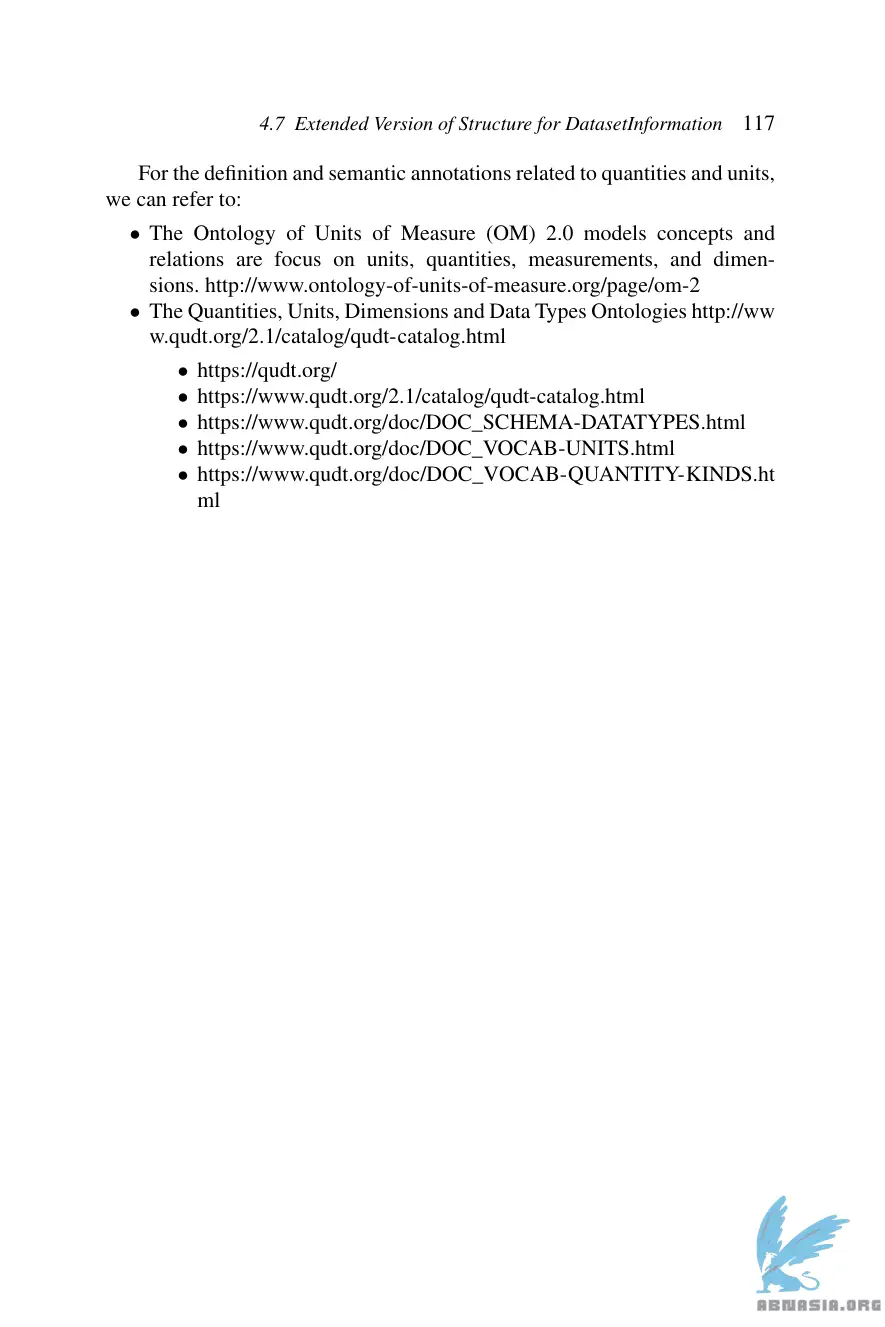 4.7 Extended Version of Structure for DatasetInformation 117
For the definition and semantic annotations related to quantities and units,
we can refer to:
• The Ontology of Units of Measure (OM) 2.0 models concepts and
relations are focus on units, quantities, measurements, and dimen-
sions. http://www.ontology-of-units-of-measure.org/page/om-2
• The Quantities, Units, Dimensions and Data Types Ontologies http://ww
w.qudt.org/2.1/catalog/qudt-catalog.html
• https://qudt.org/
• https://www.qudt.org/2.1/catalog/qudt-catalog.html
• https://www.qudt.org/doc/DOC_SCHEMA-DATATYPES.html
• https://www.qudt.org/doc/DOC_VOCAB-UNITS.html
• https://www.qudt.org/doc/DOC_VOCAB-QUANTITY-KINDS.ht
ml
ABNASIA.ORG